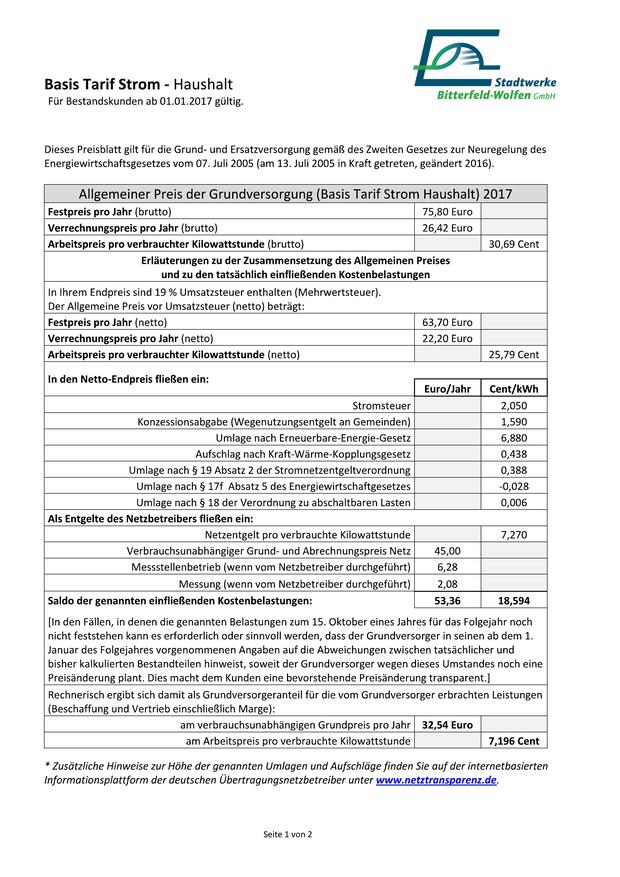 Stadtwerke
Bitterfeld-Wolfen GmbH
Basis Tarif Strom - Haushalt
Für Bestandskunden ab 01.01.2017 gültig.
Dieses Preisblatt gilt für die Grund- und Ersatzversorgung gemäß des Zweiten Gesetzes zur Neuregelung des
Energiewirtschaftsgesetzes vom 07. Juli 2005 (am 13. Juli 2005 in Kraft getreten, geändert 2016).
Allgemeiner Preis der Grundversorgung (Basis Tarif Strom Haushalt) 2017
Festpreis pro Jahr (brutto) 75,80 Euro
Verrechnungspreis pro Jahr (brutto) 26,42 Euro
Arbeitspreis pro verbrauchter Kilowattstunde (brutto) 30,69 Cent
Erläuterungen zu der Zusammensetzung des Allgemeinen Preises
und zu den tatsächlich einfließenden Kostenbelastungen
In Ihrem Endpreis sind 19 % Umsatzsteuer enthalten (Mehrwertsteuer).
Der Allgemeine Preis vor Umsatzsteuer (netto) beträgt:
Festpreis pro Jahr (netto) 63,70 Euro
Verrechnungspreis pro Jahr (netto) 22,20 Euro
Arbeitspreis pro verbrauchter Kilowattstunde (netto) 25,79 Cent
In den Netto-Endpreis fließen ein:
Euro/Jahr Cent/kWh
Stromsteuer 2,050
Konzessionsabgabe (Wegenutzungsentgelt an Gemeinden) 1,590
Umlage nach Erneuerbare-Energie-Gesetz 6,880
Aufschlag nach Kraft-Wärme-Kopplungsgesetz 0,438
Umlage nach § 19 Absatz 2 der Stromnetzentgeltverordnung 0,388
Umlage nach § 17f Absatz 5 des Energiewirtschaftgesetzes -0,028
Umlage nach § 18 der Verordnung zu abschaltbaren Lasten 0,006
Als Entgelte des Netzbetreibers fließen ein:
Netzentgelt pro verbrauchte Kilowattstunde 7,270
Verbrauchsunabhängiger Grund- und Abrechnungspreis Netz 45,00
Messstellenbetrieb (wenn vom Netzbetreiber durchgeführt) 6,28
Messung (wenn vom Netzbetreiber durchgeführt) 2,08
Saldo der genannten einfließenden Kostenbelastungen: 53,36 18,594
[In den Fällen, in denen die genannten Belastungen zum 15. Oktober eines Jahres für das Folgejahr noch
nicht feststehen kann es erforderlich oder sinnvoll werden, dass der Grundversorger in seinen ab dem 1.
Januar des Folgejahres vorgenommenen Angaben auf die Abweichungen zwischen tatsächlicher und
bisher kalkulierten Bestandteilen hinweist, soweit der Grundversorger wegen dieses Umstandes noch eine
Preisänderung plant. Dies macht dem Kunden eine bevorstehende Preisänderung transparent.]
Rechnerisch ergibt sich damit als Grundversorgeranteil für die vom Grundversorger erbrachten Leistungen
(Beschaffung und Vertrieb einschließlich Marge):
am verbrauchsunabhängigen Grundpreis pro Jahr 32,54 Euro
am Arbeitspreis pro verbrauchte Kilowattstunde 7,196 Cent
* Zusätzliche Hinweise zur Höhe der genannten Umlagen und Aufschläge finden Sie auf der internetbasierten
Informationsplattform der deutschen Übertragungsnetzbetreiber unter www.netztransparenz.de.
Seite 1 von 2